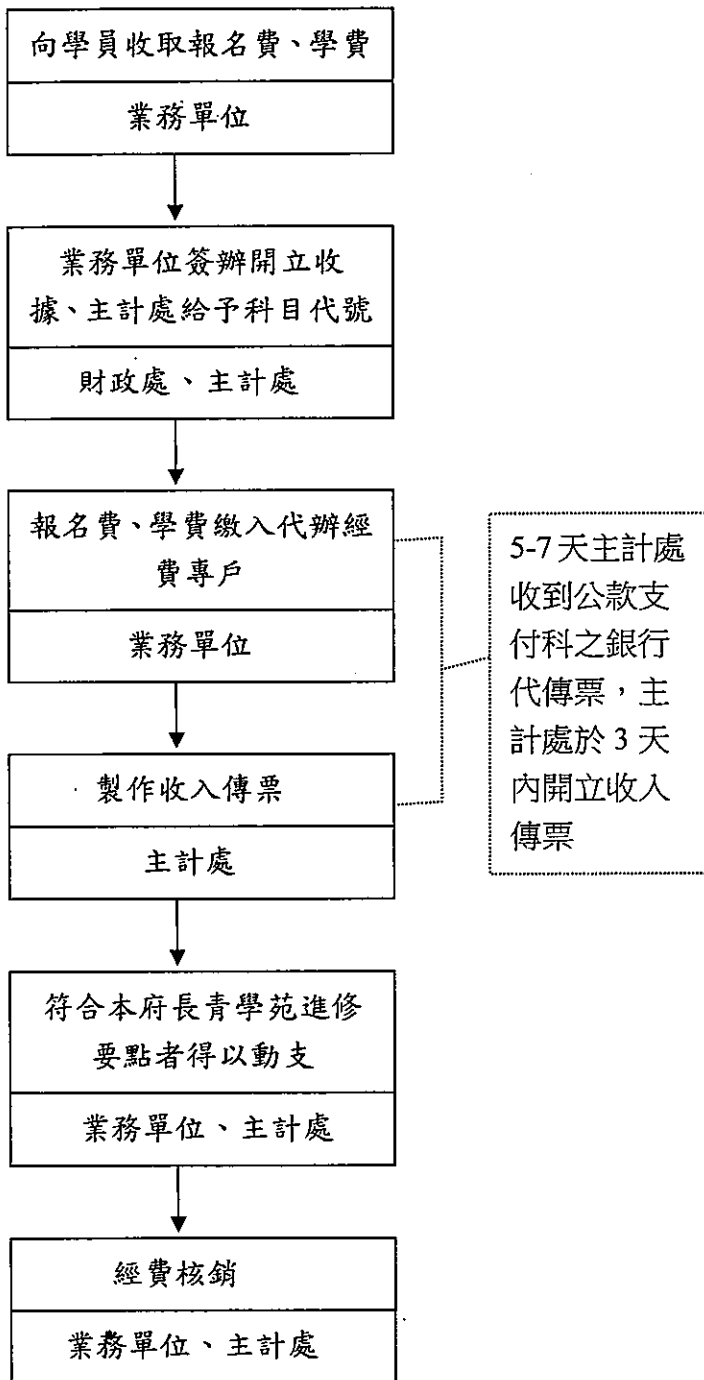 向學員收取報名費、學費
業務單位
業務單位簽辦開立收
據、主計處給予科目代號
財政處、主計處
報名費、學費繳入代辦經
費專戶
業務單位
5-7天主計處
收到公款支
付科之銀行
代傳票，主
計處於3天
內開立收入
傳票
製作收入傳票
主計處
符合本府長青學苑進修
要點者得以動支
業務單位、主計處
經費核銷
業務單位、主計處